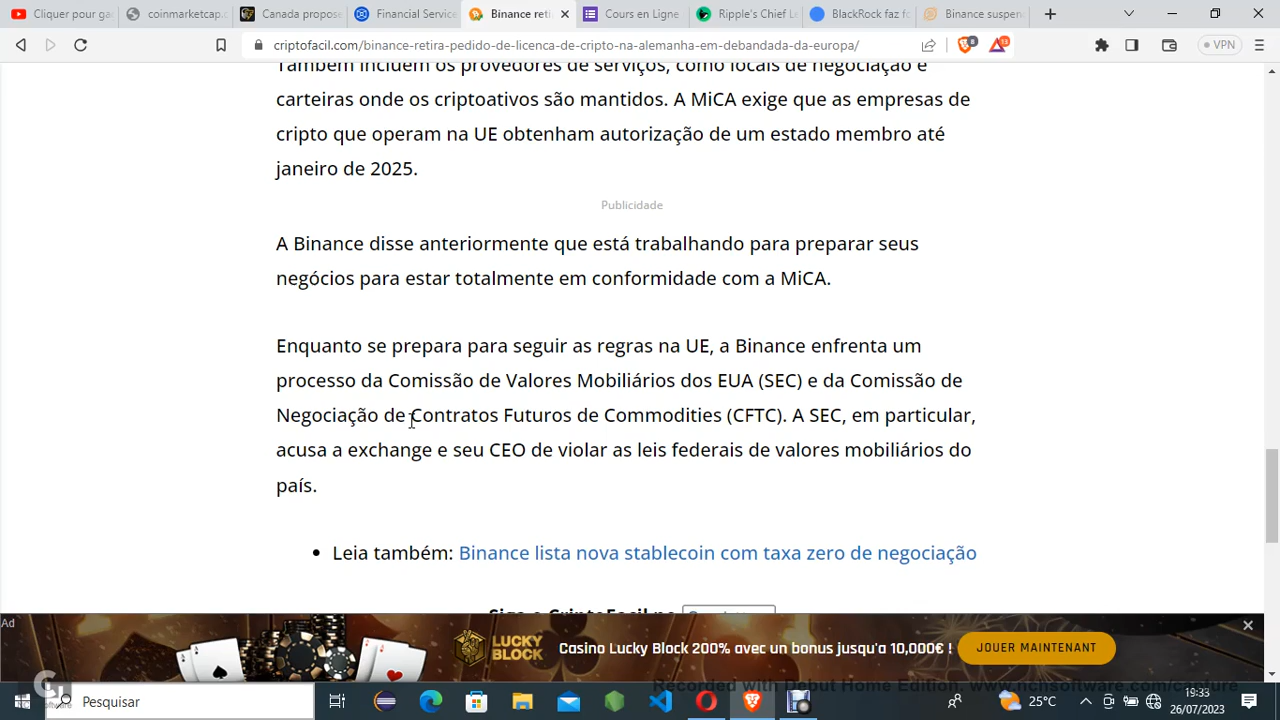 Cliquer pour ga
coinmarketcap.c
Canada propose
Financial Service
Binance reti
Cours en Ligne
Ripple's Chief L
BlackRock faz f
Binance suspen
criptofacil.com/binance-retira-pedido-de-licenca-de-cripto-na-alemanha-em-debandada-da-europa/
8
13
VPN
Também incluem os provedores de serviços, como locais de negociação e
carteiras onde os criptoativos são mantidos. A MiCA exige que as empresas de
cripto que operam na UE obtenham autorização de um estado membro até
janeiro de 2025.
Publicidade
A Binance disse anteriormente que está trabalhando para preparar seus
negócios para estar totalmente em conformidade com a MiCA.
Enquanto se prepara para seguir as regras na UE, a Binance enfrenta um
processo da Comissão de Valores Mobiliários dos EUA (SEC) e da Comissão de
Negociação de Contratos Futuros de Commodities (CFTC). A SEC, em particular,
acusa a exchange e seu CEO de violar as leis federais de valores mobiliários do
país.
• Leia também: Binance lista nova stablecoin com taxa zero de negociação
Siga o CriptoFacil no
Ad
LUCKY BLOCK
Casino Lucky Block 200% avec un bonus jusqu'a 10,000€ !
JOUER MAINTENANT
Recorded with Debut Home Edition. www.nchsoftware.com/capture
Pesquisar
25°C
19:33
26/07/2023